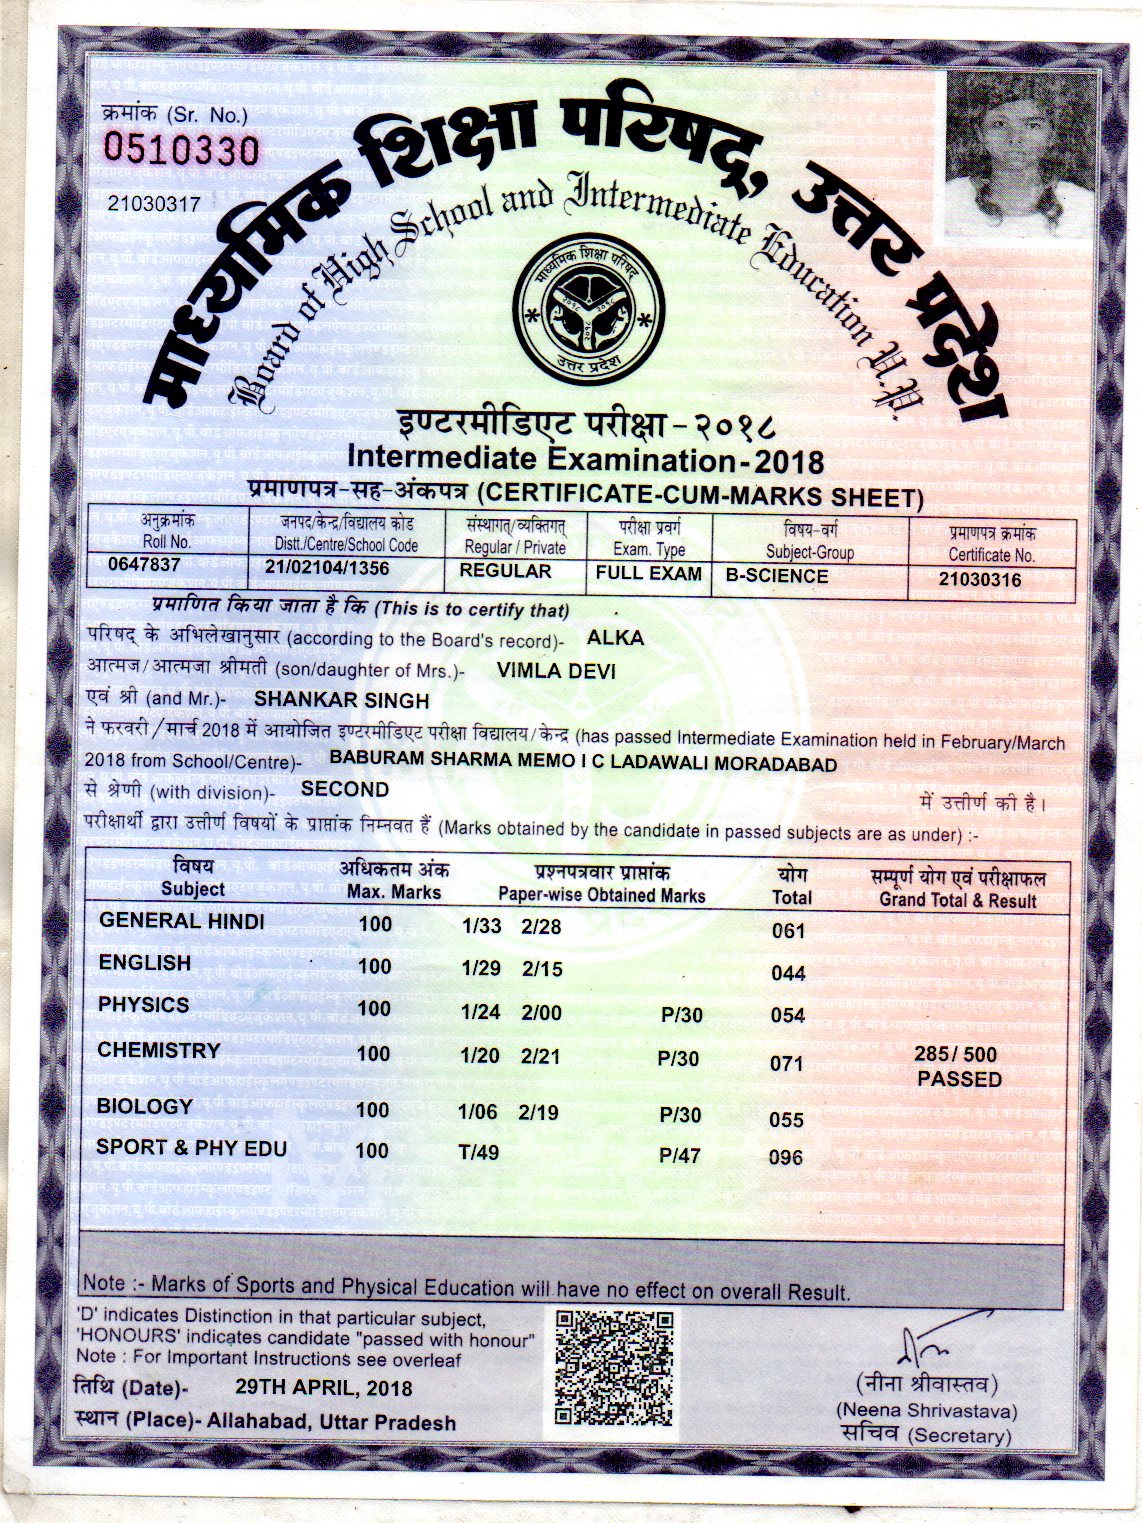 क्रमांक (Sr. No.)
0510330
21030317
माध्यमिक शिक्षा परिषद्, उत्तर प्रदेश
Board of High School and Intermediate Education U.P.
माध्यमिक शिक्षा परिषद
उत्तर प्रदेश
इण्टरमीडिएट परीक्षा-२०१८
Intermediate Examination-2018
प्रमाणपत्र-सह-अंकपत्र (CERTIFICATE-CUM-MARKS SHEET)
अनुक्रमांक जनपद/केन्द्र/विद्यालय कोड संस्थागत्/व्यक्तिगत् परीक्षा प्रवर्ग विषय-वर्ग प्रमाणपत्र क्रमांक
Roll No. Distt./Centre/School Code Regular / Private Exam. Type Subject-Group Certificate No.
0647837 21/02104/1356 REGULAR FULL EXAM B-SCIENCE 21030316
प्रमाणित किया जाता है कि (This is to certify that)
परिषद् के अभिलेखानुसार (according to the Board's record)- ALKA
आत्मज/आत्मजा श्रीमती (son/daughter of Mrs.)- VIMLA DEVI
एवं श्री (and Mr.)- SHANKAR SINGH
ने फरवरी/मार्च 2018 में आयोजित इण्टरमीडिएट परीक्षा विद्यालय/केन्द्र (has passed Intermediate Examination held in February/March
2018 from School/Centre)- BABURAM SHARMA MEMO I C LADAWALI MORADABAD
से श्रेणी (with division)- SECOND में उत्तीर्ण की है।
परीक्षार्थी द्वारा उत्तीर्ण विषयों के प्राप्तांक निम्नवत हैं (Marks obtained by the candidate in passed subjects are as under) :-
विषय अधिकतम अंक प्रश्नपत्रवार प्राप्तांक योग सम्पूर्ण योग एवं परीक्षाफल
Subject Max. Marks Paper-wise Obtained Marks Total Grand Total & Result
GENERAL HINDI 100 1/33 2/28 061
ENGLISH 100 1/29 2/15 044
PHYSICS 100 1/24 2/00 P/30 054
CHEMISTRY 100 1/20 2/21 P/30 071 285/ 500
PASSED
BIOLOGY 100 1/06 2/19 P/30 055
SPORT & PHY EDU 100 T/49 P/47 096
Note :- Marks of Sports and Physical Education will have no effect on overall Result.
'D' indicates Distinction in that particular subject,
'HONOURS' indicates candidate "passed with honour"
Note : For Important Instructions see overleaf
तिथि (Date)- 29TH APRIL, 2018
स्थान (Place)- Allahabad, Uttar Pradesh
(नीना श्रीवास्तव)
(Neena Shrivastava)
सचिव (Secretary)